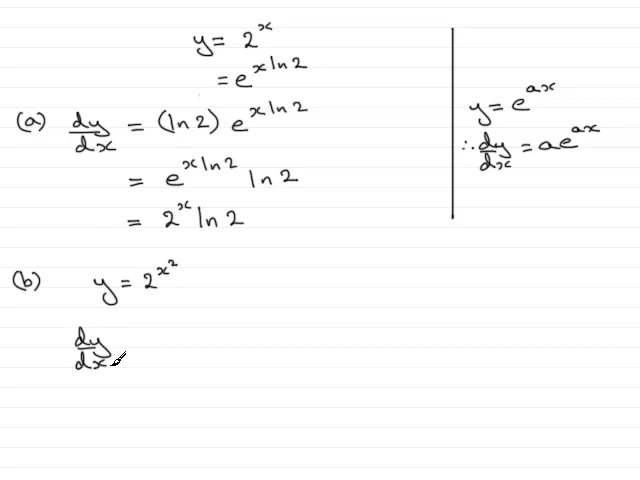 y = 2^x
= e^{x ln 2}
(a) dy/dx = (ln 2) e^{x ln 2}
= e^{x ln 2} ln 2
= 2^x ln 2
(b) y = 2^{x^2}
dy/dx
y = e^{ax}
∴ dy/dx = ae^{ax}